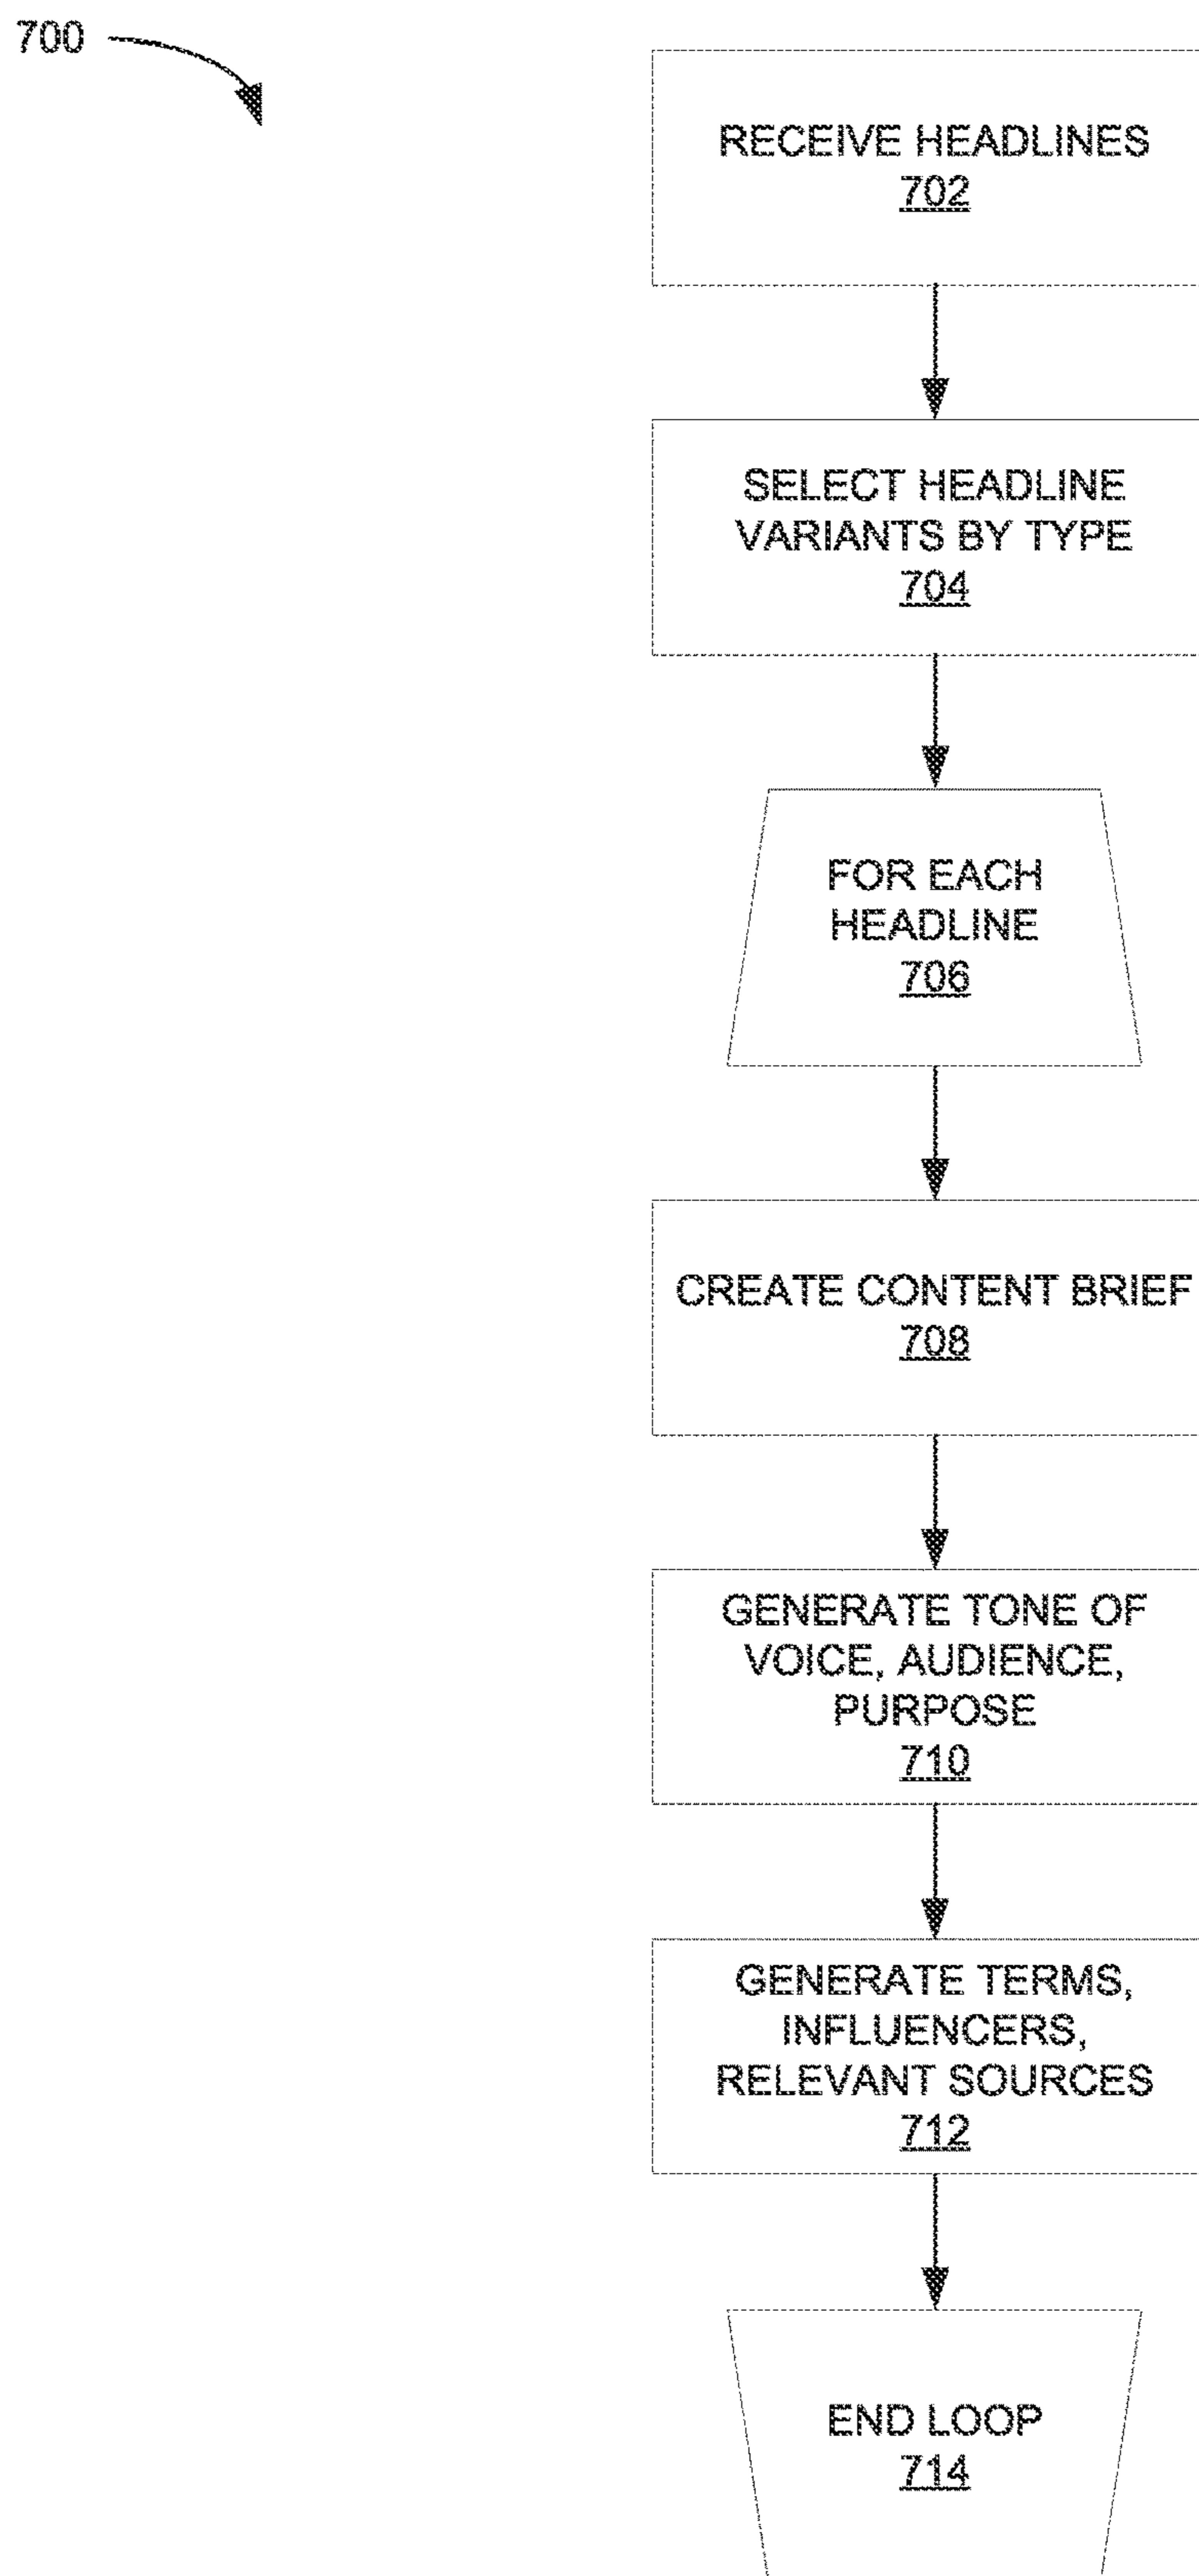 700
RECEIVE HEADLINES
702
SELECT HEADLINE
VARIANTS BY TYPE
704
FOR EACH
HEADLINE
706
CREATE CONTENT BRIEF
708
GENERATE TONE OF
VOICE, AUDIENCE,
PURPOSE
710
GENERATE TERMS,
INFLUENCERS,
RELEVANT SOURCES
712
END LOOP
714